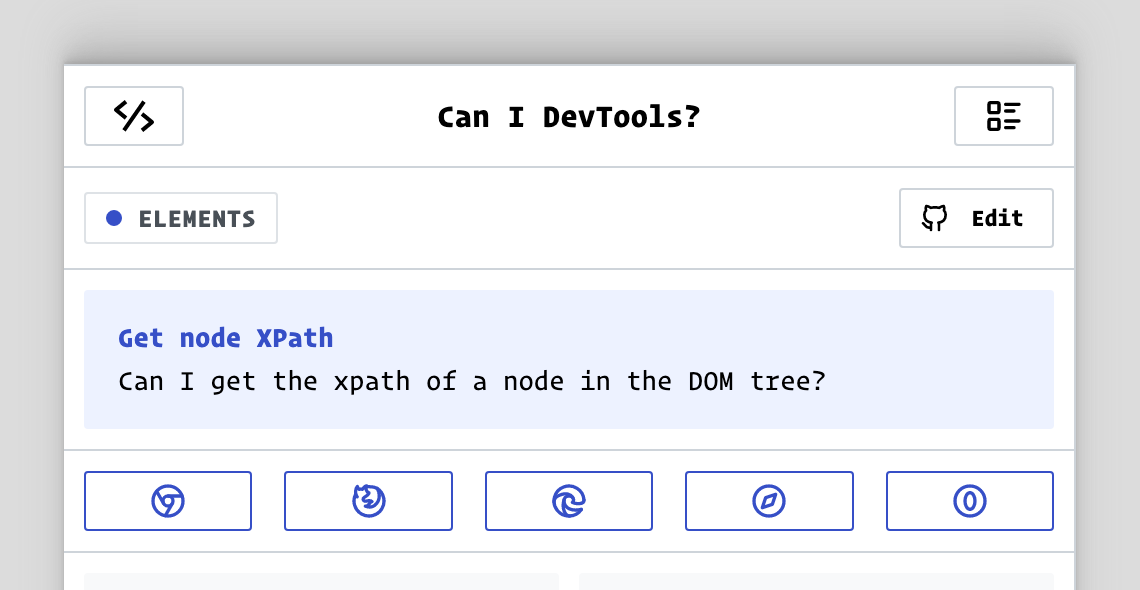 Can I DevTools?
ELEMENTS
Edit
Get node XPath
Can I get the xpath of a node in the DOM tree?